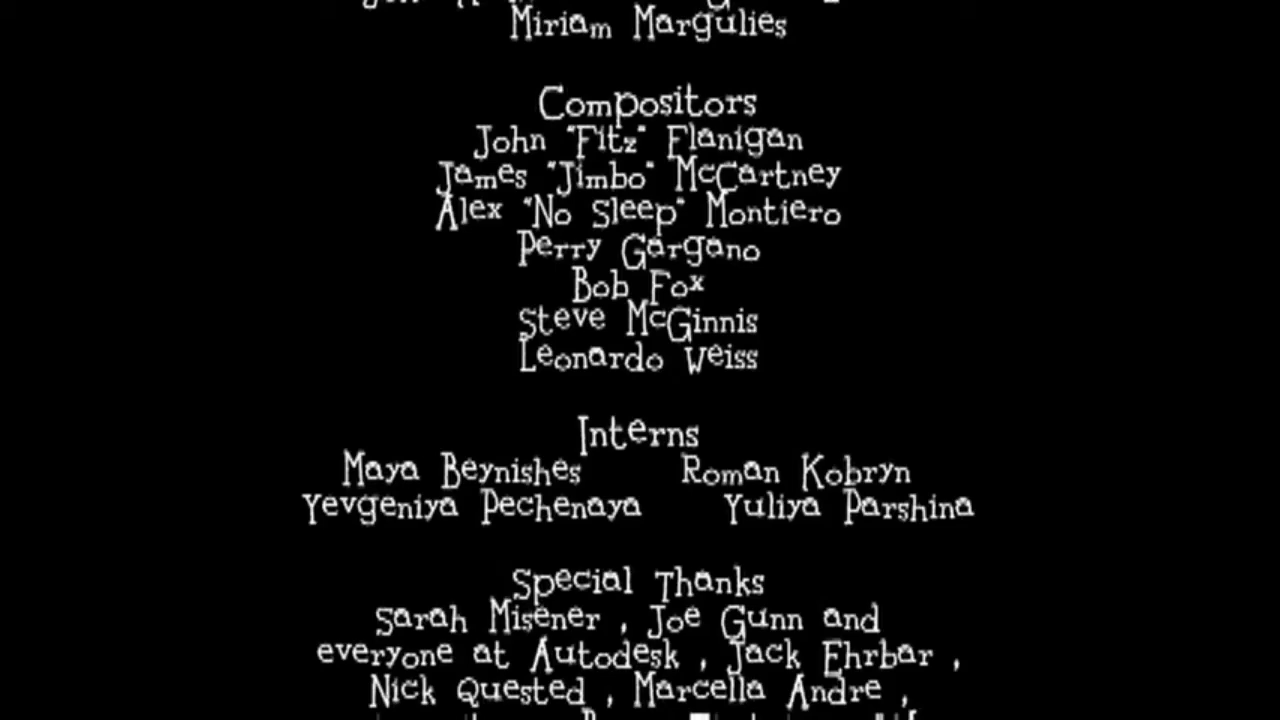 Miriam Margulies
Compositors
John "Fitz" Flanigan
James "Jimbo" McCartney
Alex "No Sleep" Montiero
Perry Gargano
Bob Fox
Steve McGinnis
Leonardo Weiss
Interns
Maya Beynishes Roman Kobryn
Yevgeniya Pechenaya Yuliya Parshina
Special Thanks
Sarah Misener , Joe Gunn and
everyone at Autodesk , Jack Ehrbar ,
Nick Quested , Marcella Andre ,